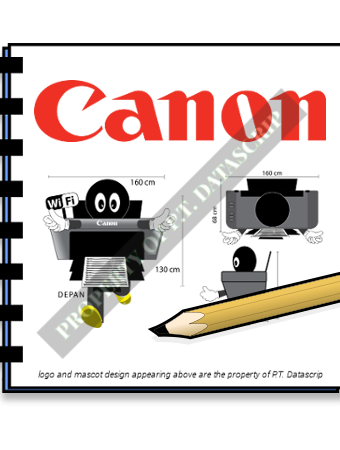 Canon
160 cm
160 cm
Wi Fi
Canon
68 cm
130 cm
DEPAN
PROPERTY OF P.T. DATASCRIP
logo and mascot design appearing above are the property of P.T. Datascrip